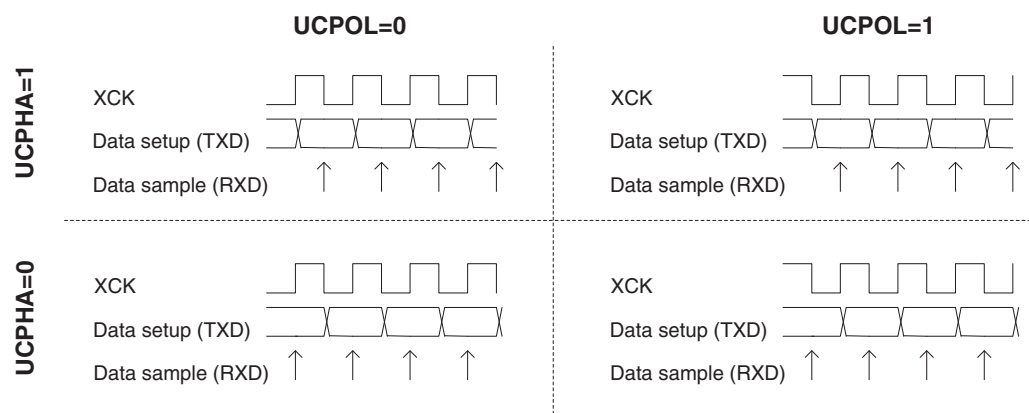 UCPOL=0
UCPOL=1
UCPHA=1
XCK
Data setup (TXD)
Data sample (RXD)
XCK
Data setup (TXD)
Data sample (RXD)
UCPHA=0
XCK
Data setup (TXD)
Data sample (RXD)
XCK
Data setup (TXD)
Data sample (RXD)